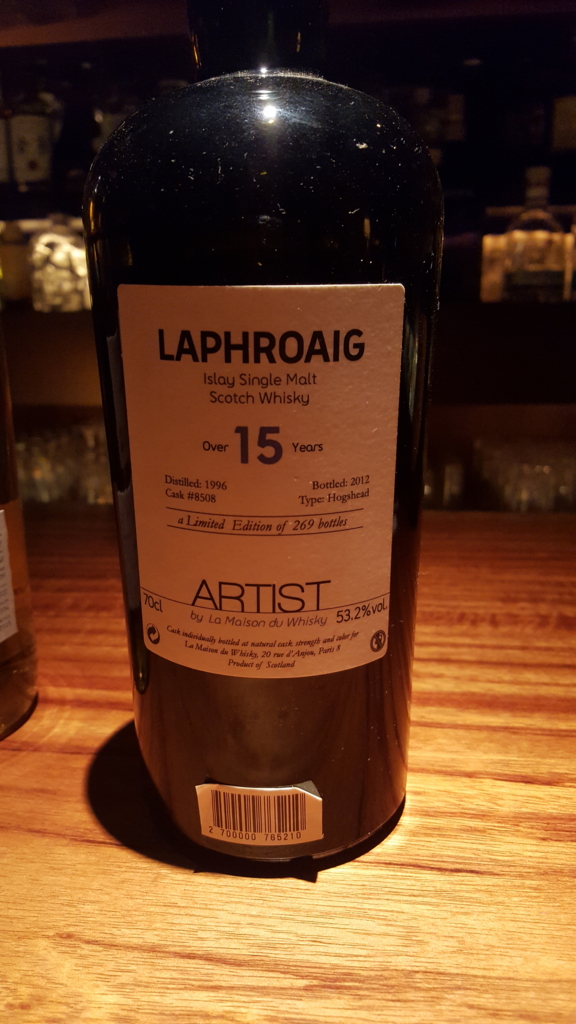 LAPHROAIG
Islay Single Malt
Scotch Whisky
Over 15 Years
Distilled: 1996 Bottled: 2012
Cask #8508 Type: Hogshead
a Limited Edition of 269 bottles
ARTIST
70cl by La Maison du Whisky 53.2%vol.
Cask individually bottled at natural cask strength and color for
La Maison du Whisky, 20 rue d'Anjou, Paris 8
Product of Scotland
2 700000 765210